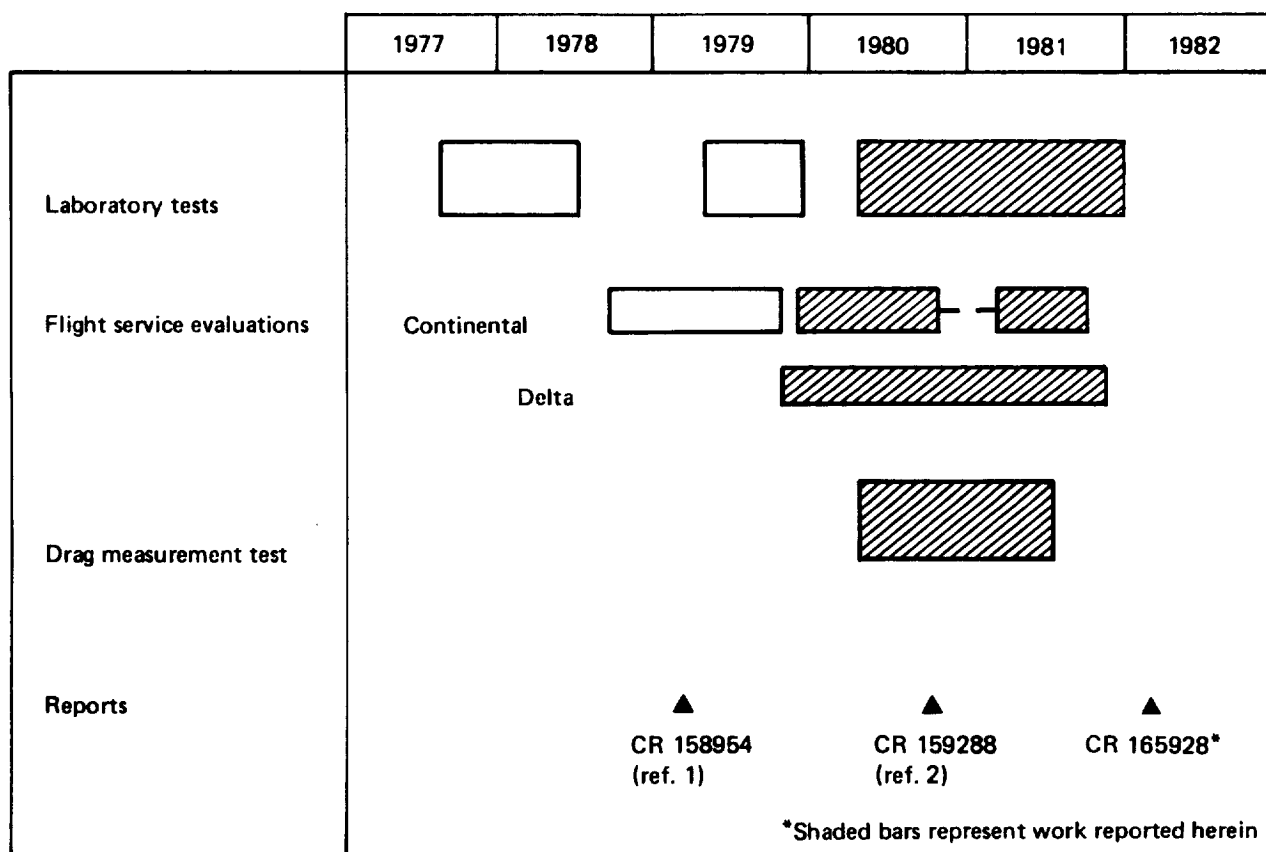 1977 1978 1979 1980 1981 1982
Laboratory tests
Flight service evaluations
Continental
Delta
Drag measurement test
Reports
CR 158954
(ref. 1)
CR 159288
(ref. 2)
CR 165928*
*Shaded bars represent work reported herein